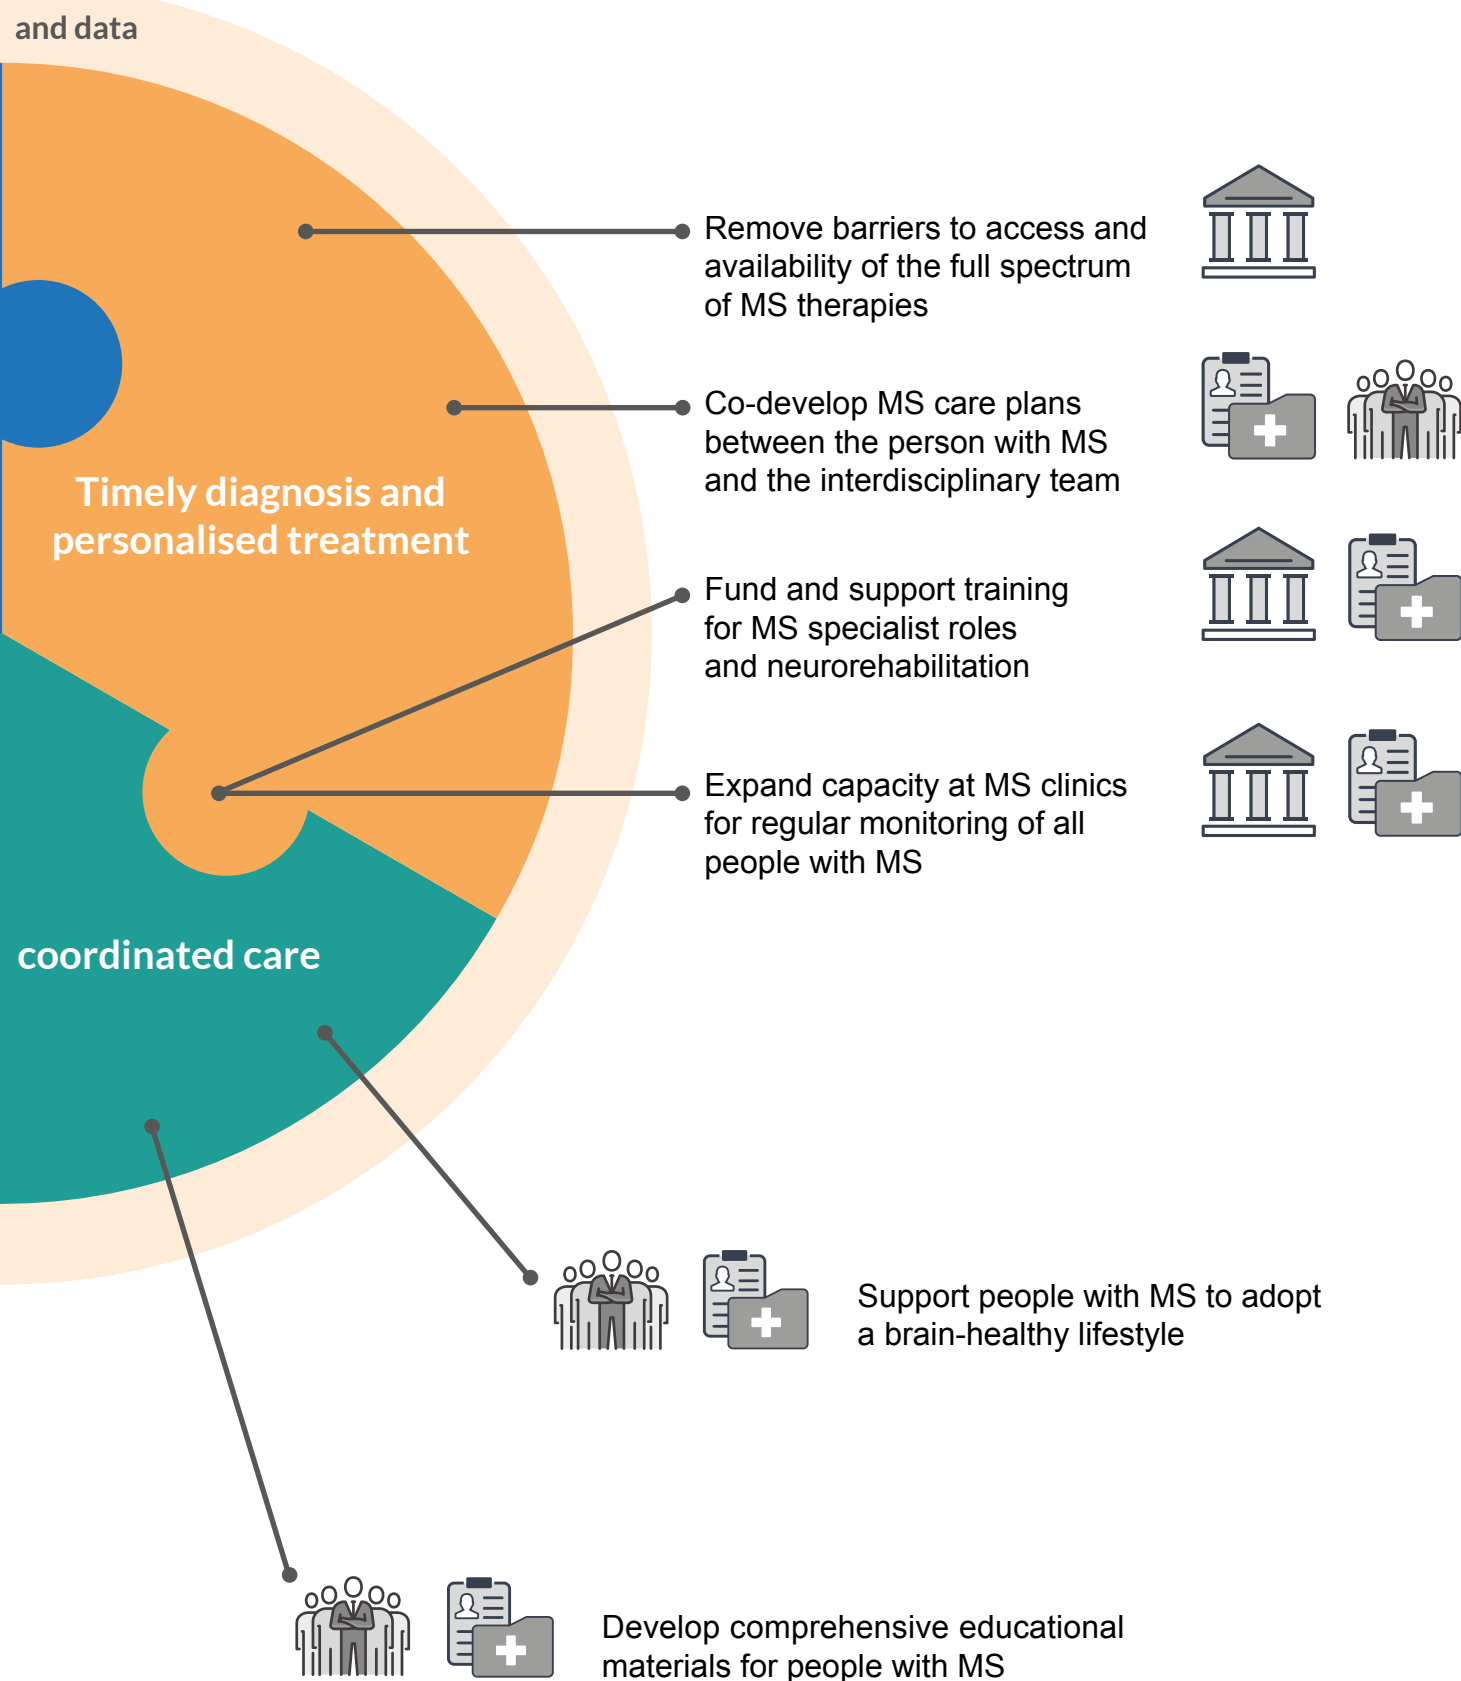 and data
Remove barriers to access and
availability of the full spectrum
of MS therapies
Co-develop MS care plans
between the person with MS
and the interdisciplinary team
Timely diagnosis and
personalised treatment
Fund and support training
for MS specialist roles
and neurorehabilitation
Expand capacity at MS clinics
for regular monitoring of all
people with MS
coordinated care
Support people with MS to adopt
a brain-healthy lifestyle
Develop comprehensive educational
materials for people with MS